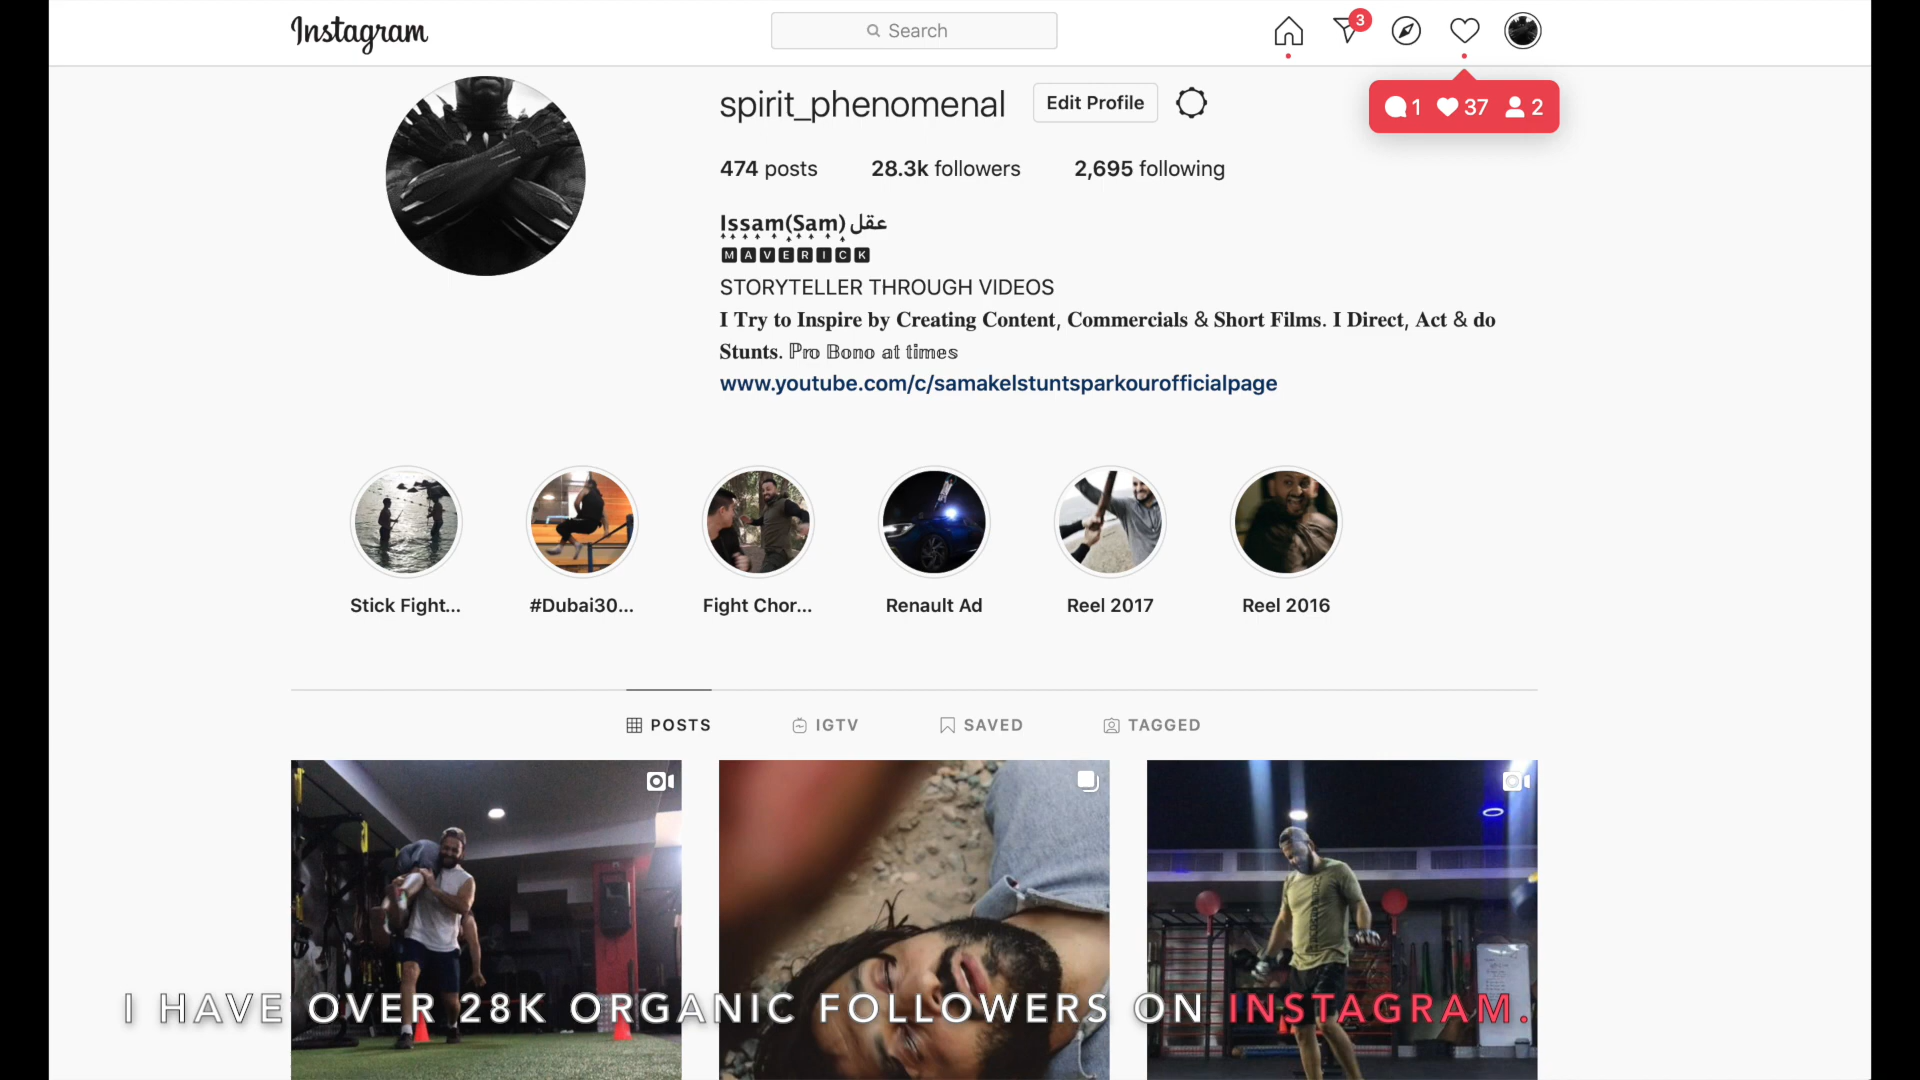 Instagram
Search
3
1 37 2
spirit_phenomenal Edit Profile
474 posts 28.3k followers 2,695 following
Issam(Sam) عقل
MAVERICK
STORYTELLER THROUGH VIDEOS
I Try to Inspire by Creating Content, Commercials & Short Films. I Direct, Act & do
Stunts. Pro Bono at times
www.youtube.com/c/samakelstuntsparkourofficialpage
Stick Fight... #Dubai30... Fight Chor... Renault Ad Reel 2017 Reel 2016
POSTS IGTV SAVED TAGGED
I HAVE OVER 28K ORGANIC FOLLOWERS ON INSTAGRAM.